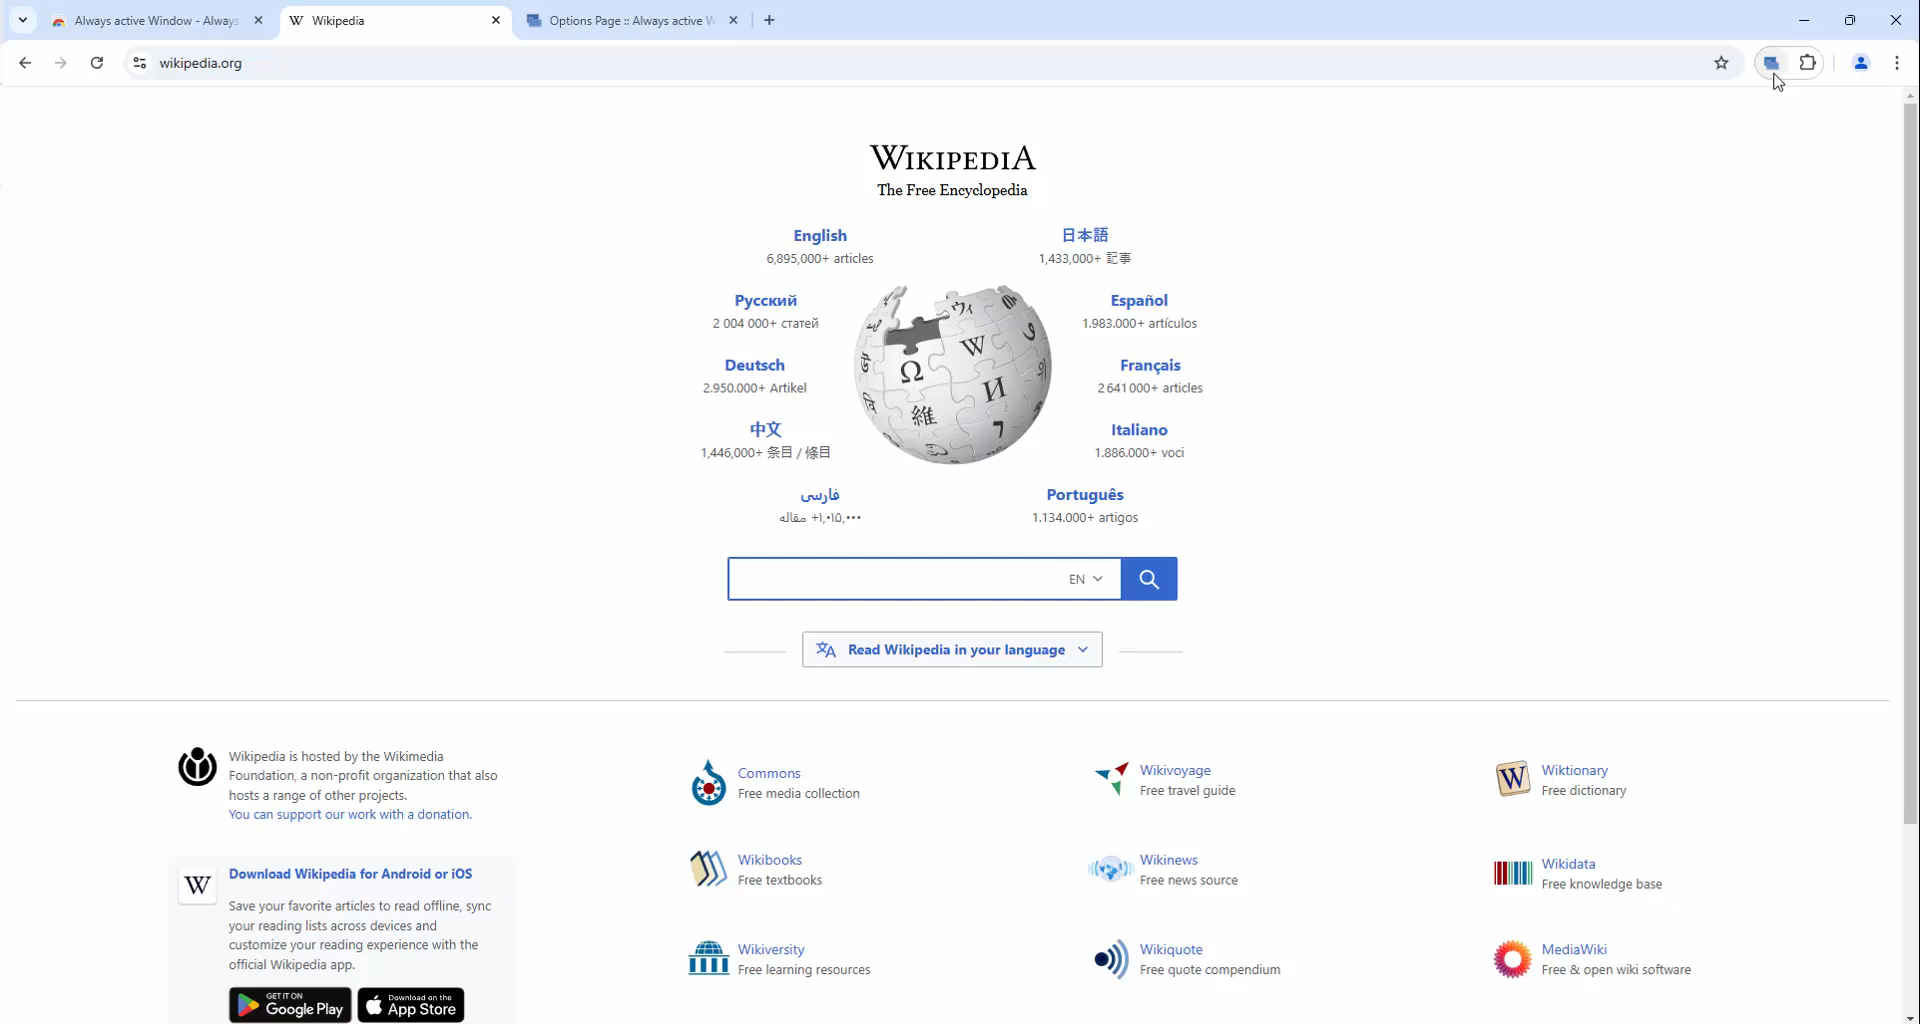 Always active Window - Always
Wikipedia
Options Page :: Always active W
wikipedia.org
WIKIPEDIA
The Free Encyclopedia
English
6,895,000+ articles
日本語
1,433,000+ 記事
Русский
2 004 000+ статей
Español
1.983.000+ artículos
Deutsch
2.950.000+ Artikel
Français
2 641 000+ articles
中文
1,446,000+ 条目 / 條目
Italiano
1.886.000+ voci
فارسی
۱٬۰۱۵٬۰۰۰+ مقاله
Português
1.134.000+ artigos
Ω
W
И
維
ウィ
EN
Read Wikipedia in your language
Wikipedia is hosted by the Wikimedia
Foundation, a non-profit organization that also
hosts a range of other projects.
You can support our work with a donation.
Download Wikipedia for Android or iOS
Save your favorite articles to read offline, sync
your reading lists across devices and
customize your reading experience with the
official Wikipedia app.
GET IT ON
Google Play
Download on the
App Store
Commons
Free media collection
Wikivoyage
Free travel guide
Wiktionary
Free dictionary
Wikibooks
Free textbooks
Wikinews
Free news source
Wikidata
Free knowledge base
Wikiversity
Free learning resources
Wikiquote
Free quote compendium
MediaWiki
Free & open wiki software